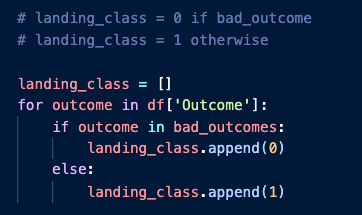 # landing_class = 0 if bad_outcome
# landing_class = 1 otherwise
landing_class = []
for outcome in df['Outcome']:
    if outcome in bad_outcomes:
        landing_class.append(0)
    else:
        landing_class.append(1)